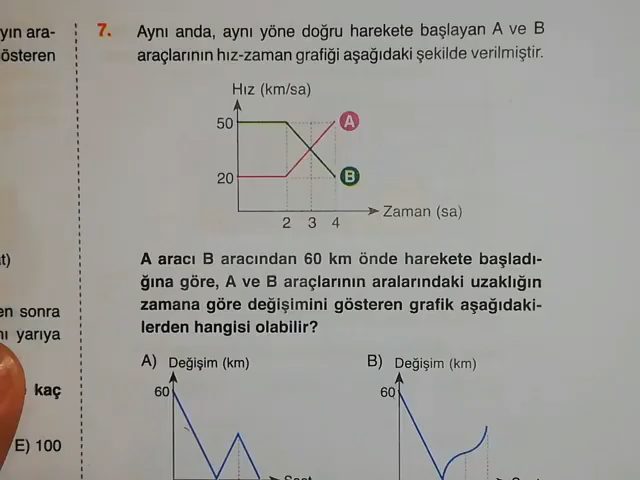 yın ara-
österen
t)
en sonra
nı yarıya
kaç
E) 100
7. Aynı anda, aynı yöne doğru harekete başlayan A ve B
araçlarının hız-zaman grafiği aşağıdaki şekilde verilmiştir.
Hız (km/sa)
50
A
20
B
Zaman (sa)
2 3 4
A aracı B aracından 60 km önde harekete başladı-
ğına göre, A ve B araçlarının aralarındaki uzaklığın
zamana göre değişimini gösteren grafik aşağıdaki-
lerden hangisi olabilir?
A) Değişim (km)
60
B) Değişim (km)
60